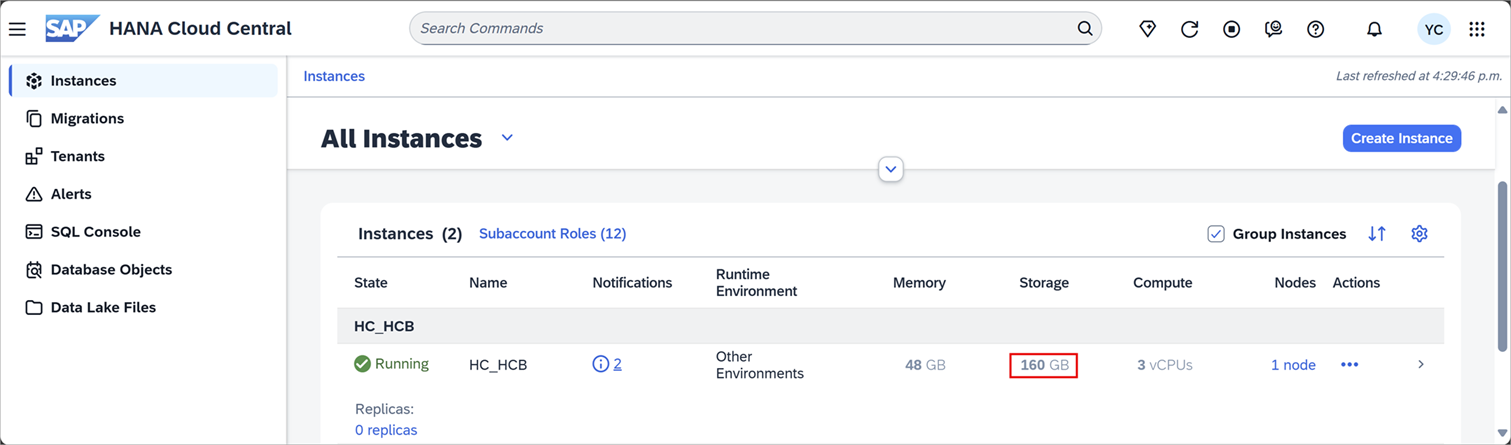 SAP HANA Cloud Central
Search Commands
YC
Instances
Migrations
Tenants
Alerts
SQL Console
Database Objects
Data Lake Files
Instances
Last refreshed at 4:29:46 p.m.
All Instances
Create Instance
Instances (2) Subaccount Roles (12)
Group Instances
State Name Notifications Runtime Environment Memory Storage Compute Nodes Actions
HC_HCB
Running HC_HCB 2 Other Environments 48 GB 160 GB 3 vCPUs 1 node
Replicas:
0 replicas